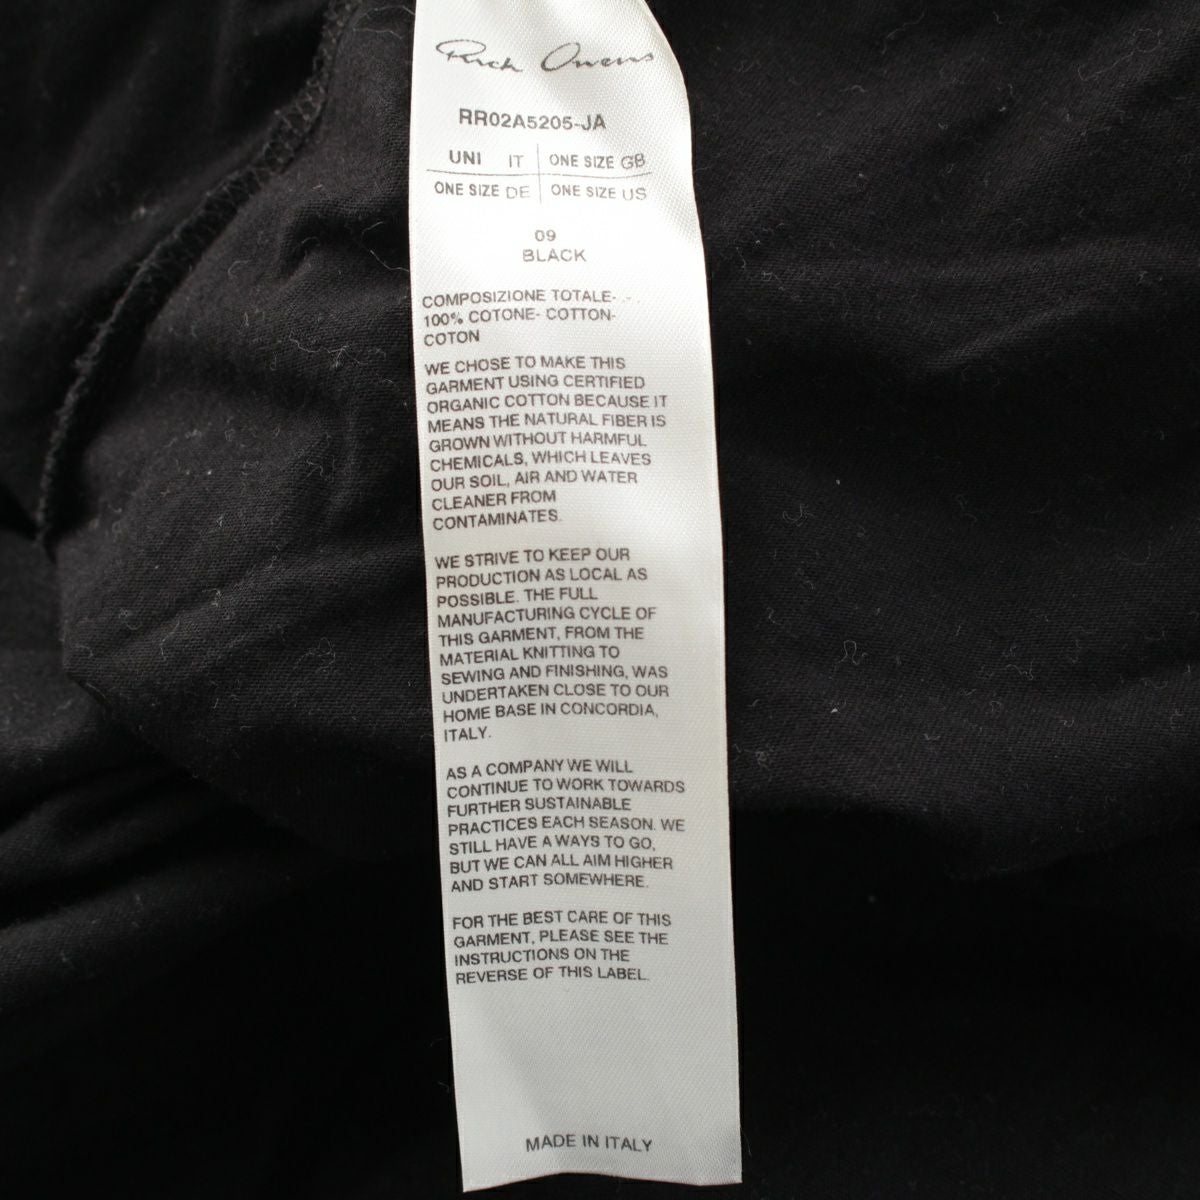 Rick Owens
RR02A5205-JA
UNI IT ONE SIZE GB
ONE SIZE DE ONE SIZE US
09
BLACK
COMPOSIZIONE TOTALE- . -
100% COTONE- COTTON-
COTON
WE CHOSE TO MAKE THIS
GARMENT USING CERTIFIED
ORGANIC COTTON BECAUSE IT
MEANS THE NATURAL FIBER IS
GROWN WITHOUT HARMFUL
CHEMICALS, WHICH LEAVES
OUR SOIL, AIR AND WATER
CLEANER FROM
CONTAMINATES.
WE STRIVE TO KEEP OUR
PRODUCTION AS LOCAL AS
POSSIBLE. THE FULL
MANUFACTURING CYCLE OF
THIS GARMENT, FROM THE
MATERIAL KNITTING TO
SEWING AND FINISHING, WAS
UNDERTAKEN CLOSE TO OUR
HOME BASE IN CONCORDIA,
ITALY.
AS A COMPANY WE WILL
CONTINUE TO WORK TOWARDS
FURTHER SUSTAINABLE
PRACTICES EACH SEASON. WE
STILL HAVE A WAYS TO GO,
BUT WE CAN ALL AIM HIGHER
AND START SOMEWHERE.
FOR THE BEST CARE OF THIS
GARMENT, PLEASE SEE THE
INSTRUCTIONS ON THE
REVERSE OF THIS LABEL.
MADE IN ITALY